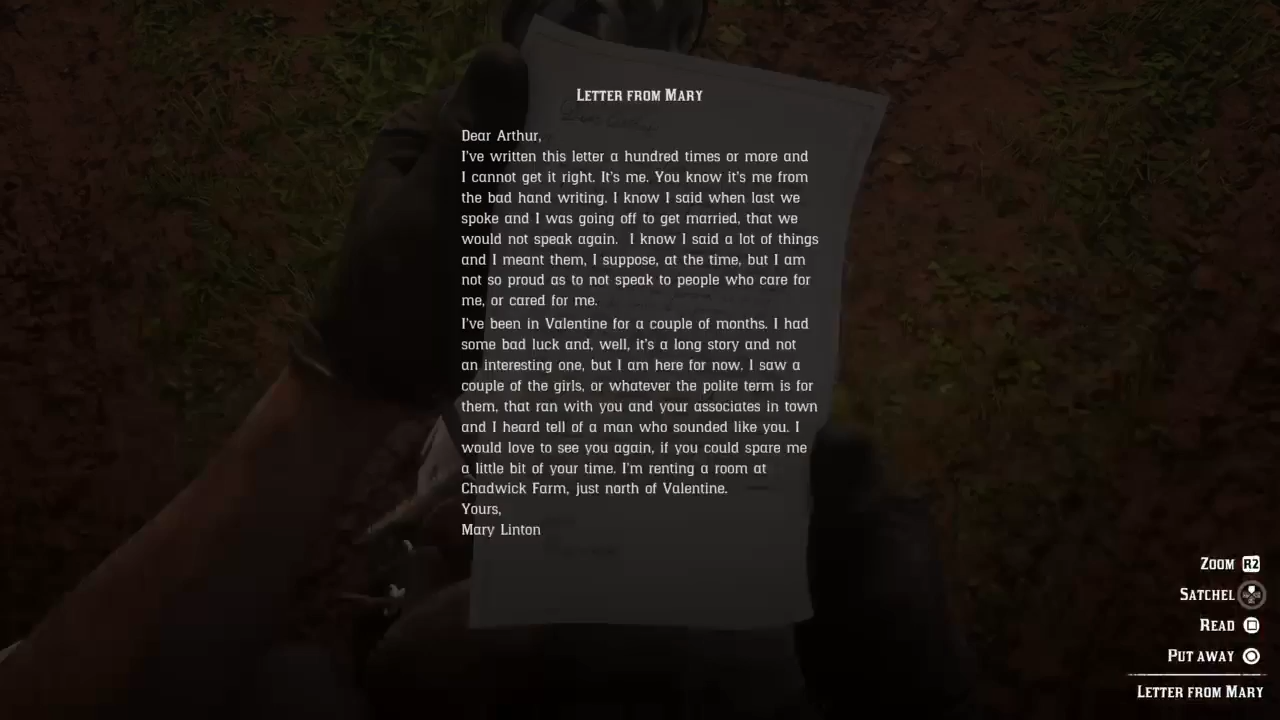 Letter from Mary
Dear Arthur,
I've written this letter a hundred times or more and
I cannot get it right. It's me. You know it's me from
the bad hand writing. I know I said when last we
spoke and I was going off to get married, that we
would not speak again.  I know I said a lot of things
and I meant them, I suppose, at the time, but I am
not so proud as to not speak to people who care for
me, or cared for me.
I've been in Valentine for a couple of months. I had
some bad luck and, well, it's a long story and not
an interesting one, but I am here for now. I saw a
couple of the girls, or whatever the polite term is for
them, that ran with you and your associates in town
and I heard tell of a man who sounded like you. I
would love to see you again, if you could spare me
a little bit of your time. I'm renting a room at
Chadwick Farm, just north of Valentine.
Yours,
Mary Linton
Zoom R2
Satchel
Read
Put away
Letter from Mary